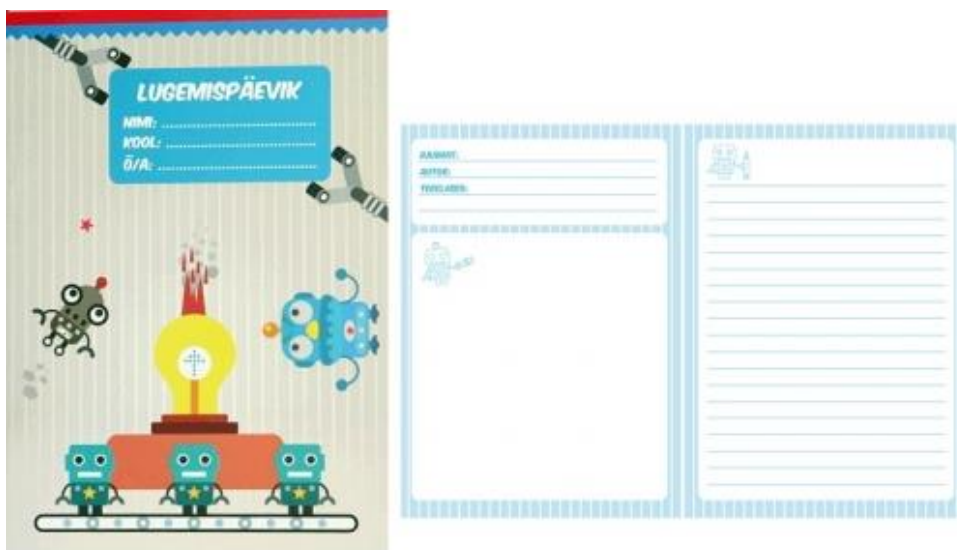 LUGEMISPÄEVIK
NIMI:
KOOL:
Õ/A:
RAAMAT:
AUTOR:
TEGELASED: